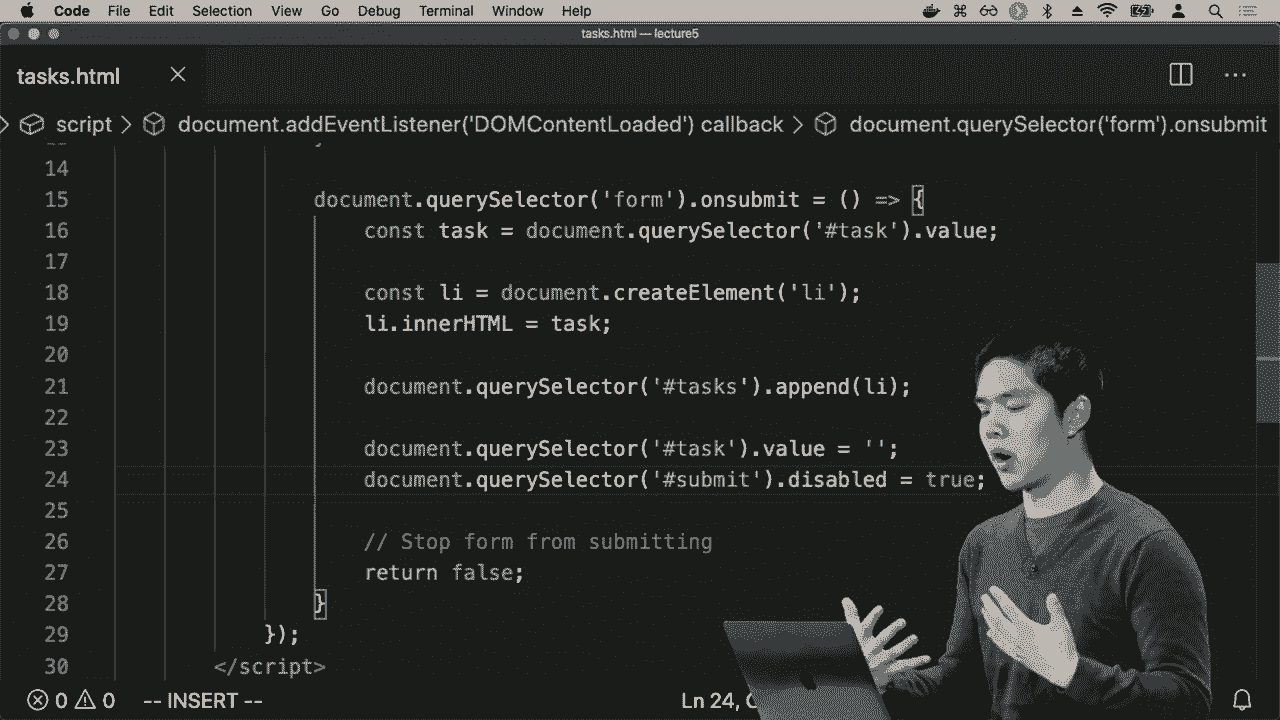 Code File Edit Selection View Go Debug Terminal Window Help
tasks.html — lecture5
tasks.html
script document.addEventListener('DOMContentLoaded') callback document.querySelector('form').onsubmit
14
15 document.querySelector('form').onsubmit = () => {
16 const task = document.querySelector('#task').value;
17
18 const li = document.createElement('li');
19 li.innerHTML = task;
20
21 document.querySelector('#tasks').append(li);
22
23 document.querySelector('#task').value = '';
24 document.querySelector('#submit').disabled = true;
25
26 // Stop form from submitting
27 return false;
28 }
29 });
30 </script>
0 0 -- INSERT -- Ln 24,